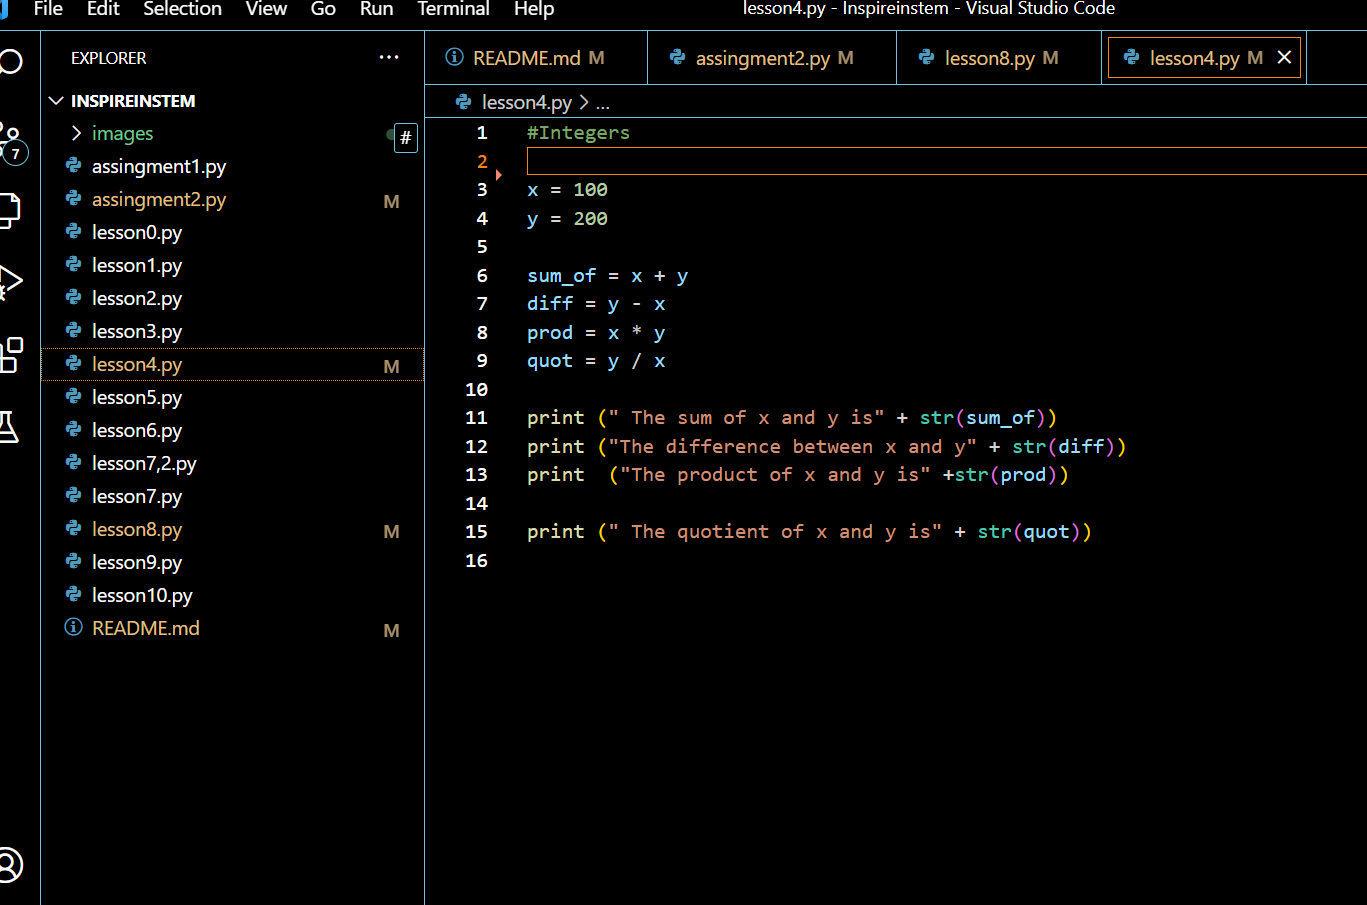 File Edit Selection View Go Run Terminal Help lesson4.py - Inspireinstem - Visual Studio Code
EXPLORER ...
README.md M assingment2.py M lesson8.py M lesson4.py M
INSPIREINSTEM
images
#
assingment1.py
assingment2.py M
lesson0.py
lesson1.py
lesson2.py
lesson3.py
lesson4.py M
lesson5.py
lesson6.py
lesson7,2.py
lesson7.py
lesson8.py M
lesson9.py
lesson10.py
README.md M
7
lesson4.py > ...
1 #Integers
2
3 x = 100
4 y = 200
5
6 sum_of = x + y
7 diff = y - x
8 prod = x * y
9 quot = y / x
10
11 print (" The sum of x and y is" + str(sum_of))
12 print ("The difference between x and y" + str(diff))
13 print  ("The product of x and y is" +str(prod))
14
15 print (" The quotient of x and y is" + str(quot))
16